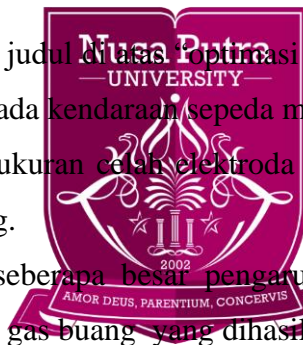 judul di atas "optimasi
Nusa Putra
UNIVERSITY
ada kendaraan sepeda m
ukuran celah elektroda
g.
2002
seberapa besar pengaru
AMOR DEUS, PARENTIUM, CONCERVIS
gas buang yang dihasil